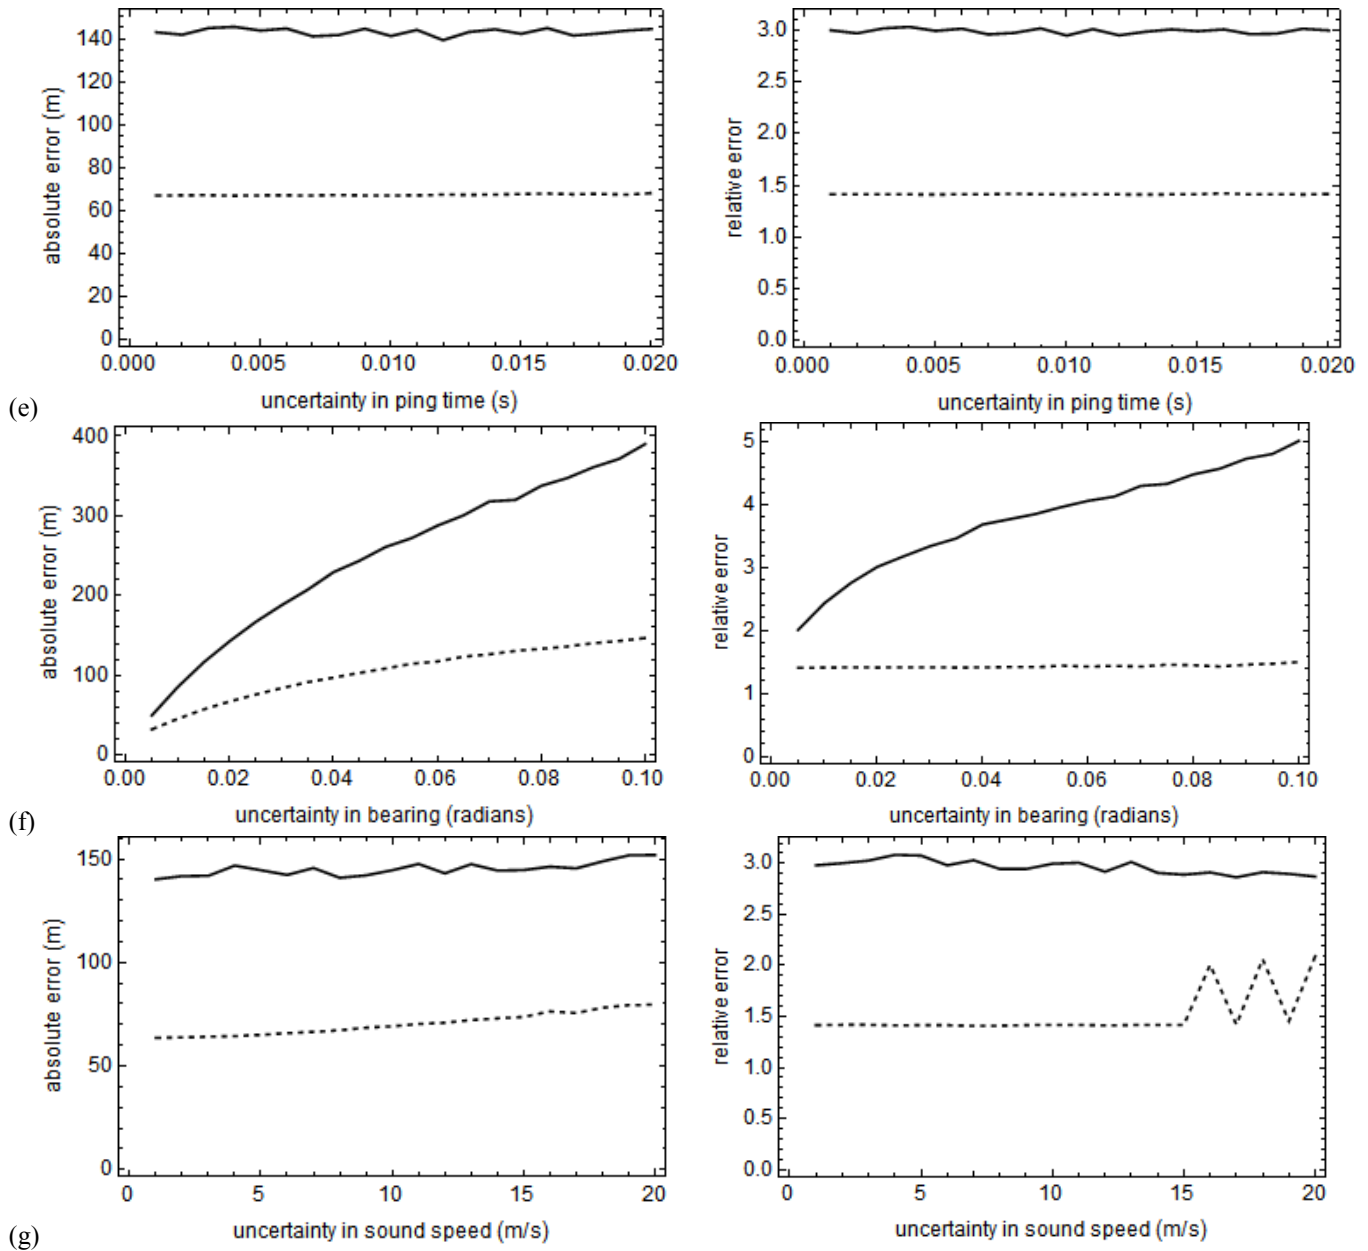 absolute error (m)
140
120
100
80
60
40
20
0
0.000 0.005 0.010 0.015 0.020
uncertainty in ping time (s)
relative error
3.0
2.5
2.0
1.5
1.0
0.5
0.0
0.000 0.005 0.010 0.015 0.020
uncertainty in ping time (s)
(e)
absolute error (m)
400
300
200
100
0
0.00 0.02 0.04 0.06 0.08 0.10
uncertainty in bearing (radians)
relative error
5
4
3
2
1
0
0.00 0.02 0.04 0.06 0.08 0.10
uncertainty in bearing (radians)
(f)
absolute error (m)
150
100
50
0
0 5 10 15 20
uncertainty in sound speed (m/s)
relative error
3.0
2.5
2.0
1.5
1.0
0.5
0.0
0 5 10 15 20
uncertainty in sound speed (m/s)
(g)